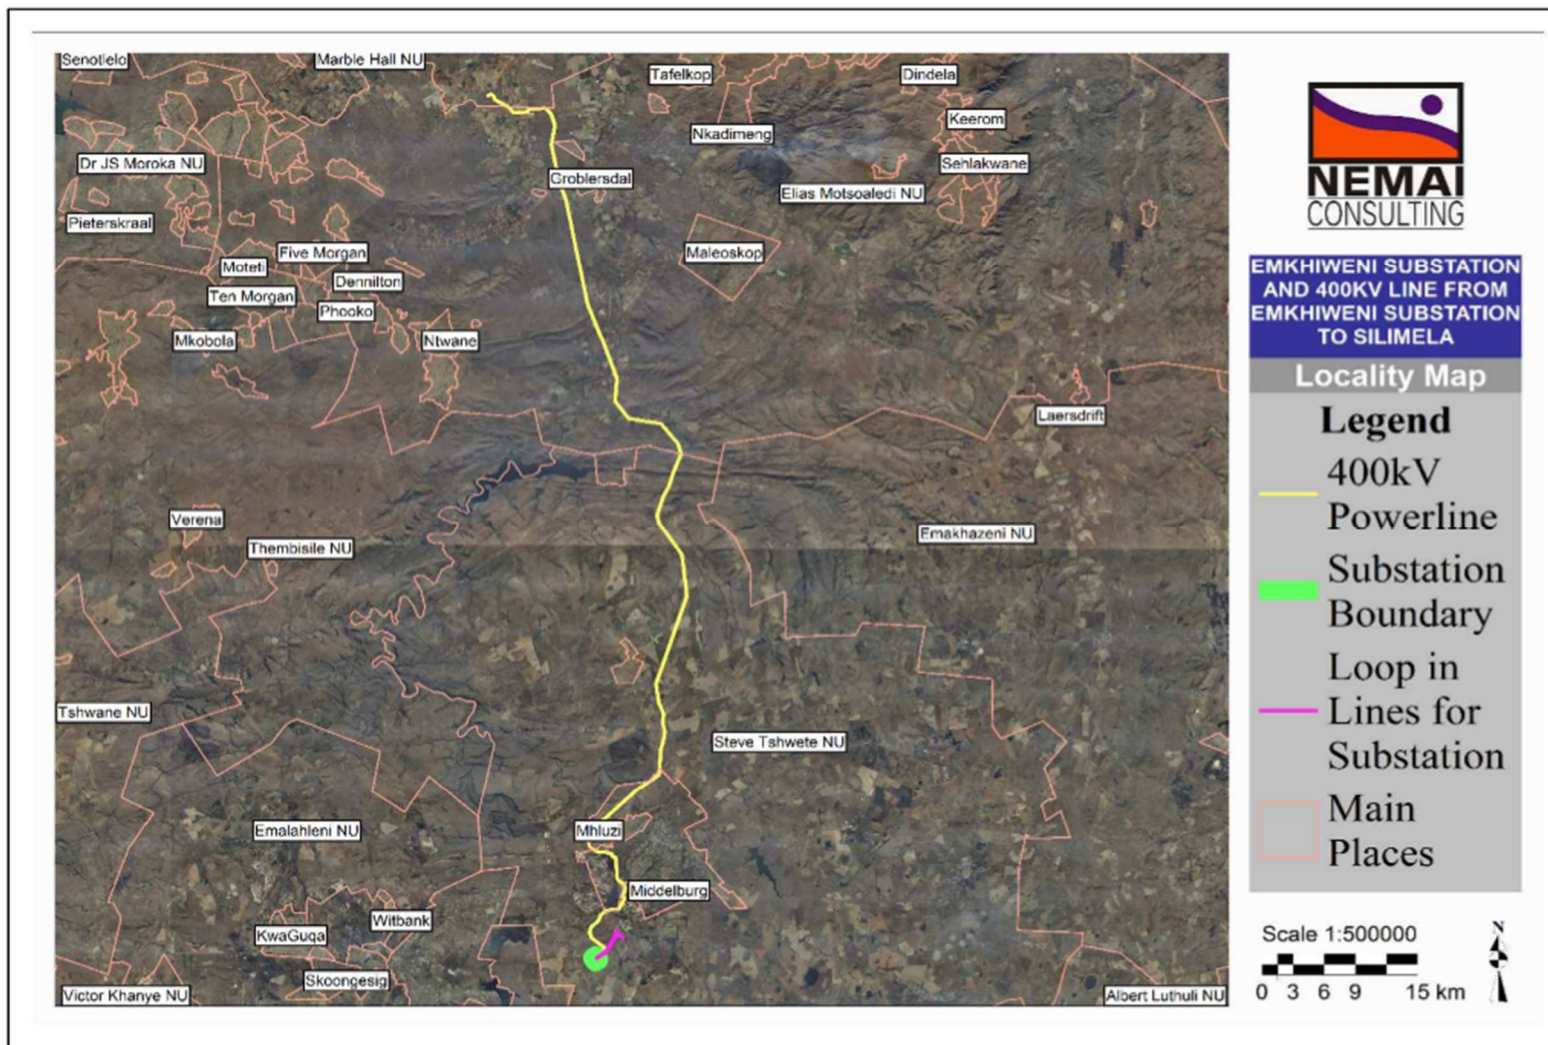 Senotlelo
Marble Hall NU
Tafelkop
Dindela
Keerom
Nkadimeng
Dr JS Moroka NU
Sehlakwane
Groblersdal
Elias Motsoaledi NU
Pieterskraal
Five Morgan
Maleoskop
Moteti
Dennilton
Ten Morgan
Phooko
Mkobola
Ntwane
Laersdrift
Verena
Emakhazeni NU
Thembisile NU
Tshwane NU
Steve Tshwete NU
Emalahleni NU
Mhluzi
Middelburg
Witbank
KwaGuqa
Skoongesig
Victor Khanye NU
Albert Luthuli NU
NEMAI
CONSULTING
EMKHIWENI SUBSTATION
AND 400KV LINE FROM
EMKHIWENI SUBSTATION
TO SILIMELA
Locality Map
Legend
400kV
Powerline
Substation
Boundary
Loop in
Lines for
Substation
Main
Places
Scale 1:500000
0 3 6 9 15 km
N